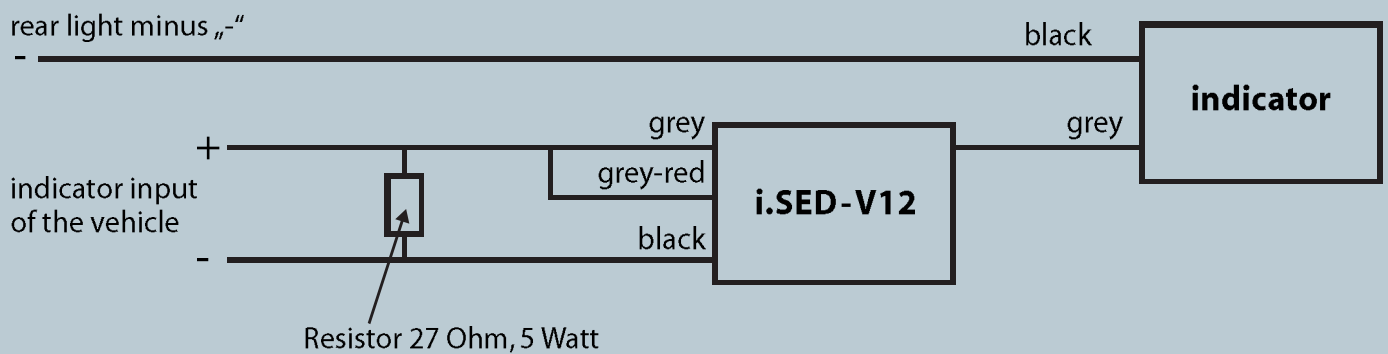 rear light minus „-“
-
black
indicator
+
grey
grey
grey-red
i.SED-V12
indicator input
of the vehicle
black
-
Resistor 27 Ohm, 5 Watt